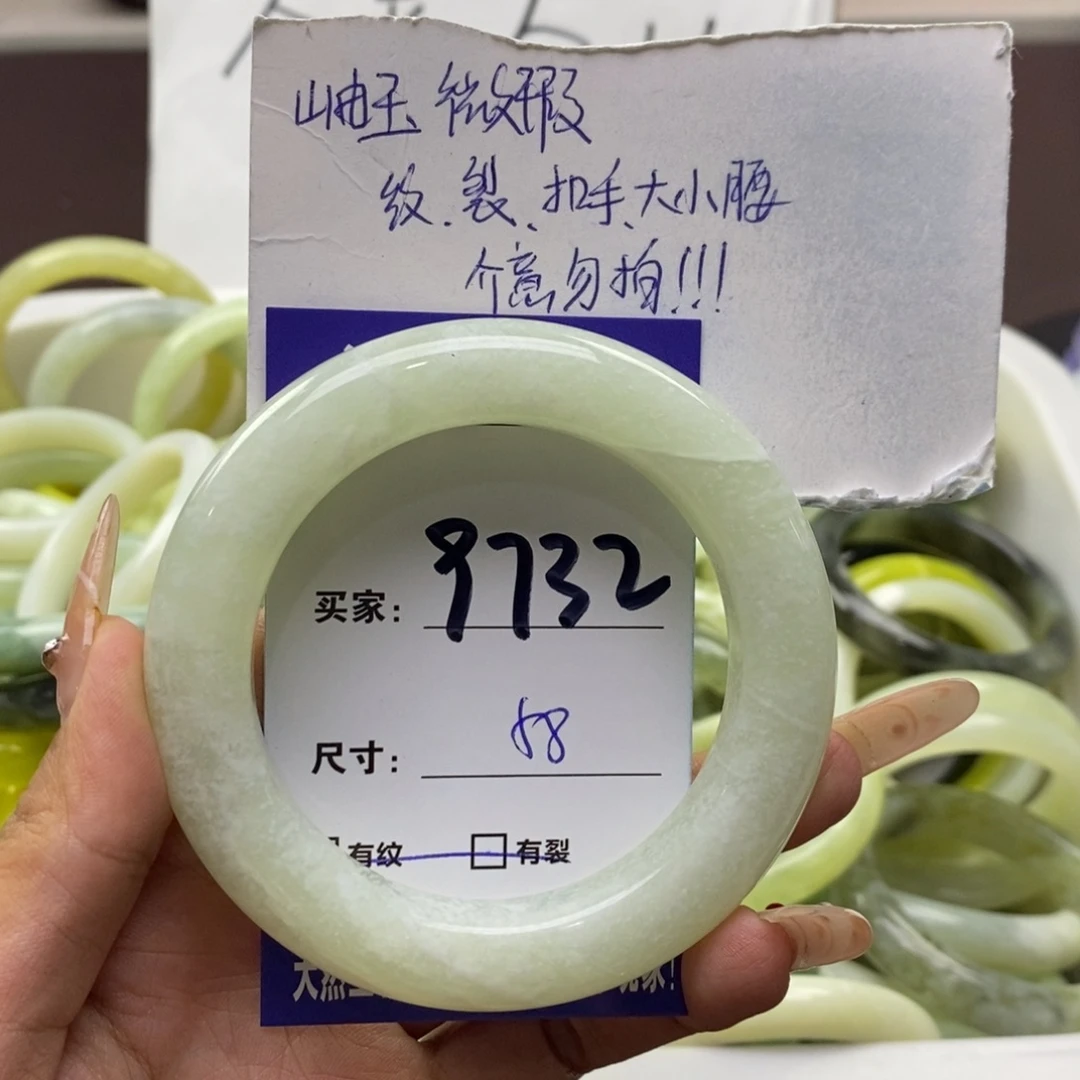 岫玉 微瑕
纹、裂、扣手、大小腰
介意勿拍!!!
买家: 9732
尺寸: 58
有纹 有裂